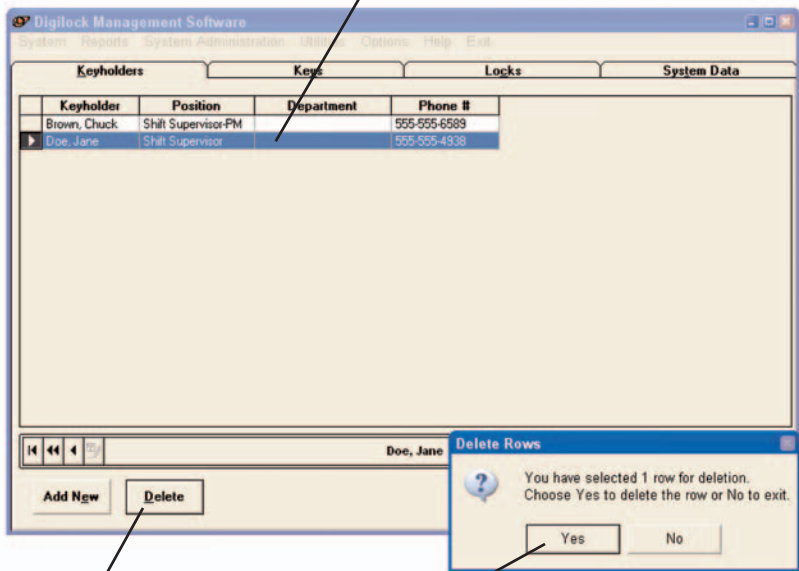 Digilock Management Software
System Reports System Administration Utilities Options Help Exit
Keyholders Keys Locks System Data
Keyholder Position Department Phone #
Brown, Chuck Shift Supervisor-PM 555-555-6589
Doe, Jane Shift Supervisor 555-555-4938
Doe, Jane
Add New Delete
Delete Rows
You have selected 1 row for deletion.
Choose Yes to delete the row or No to exit.
Yes No